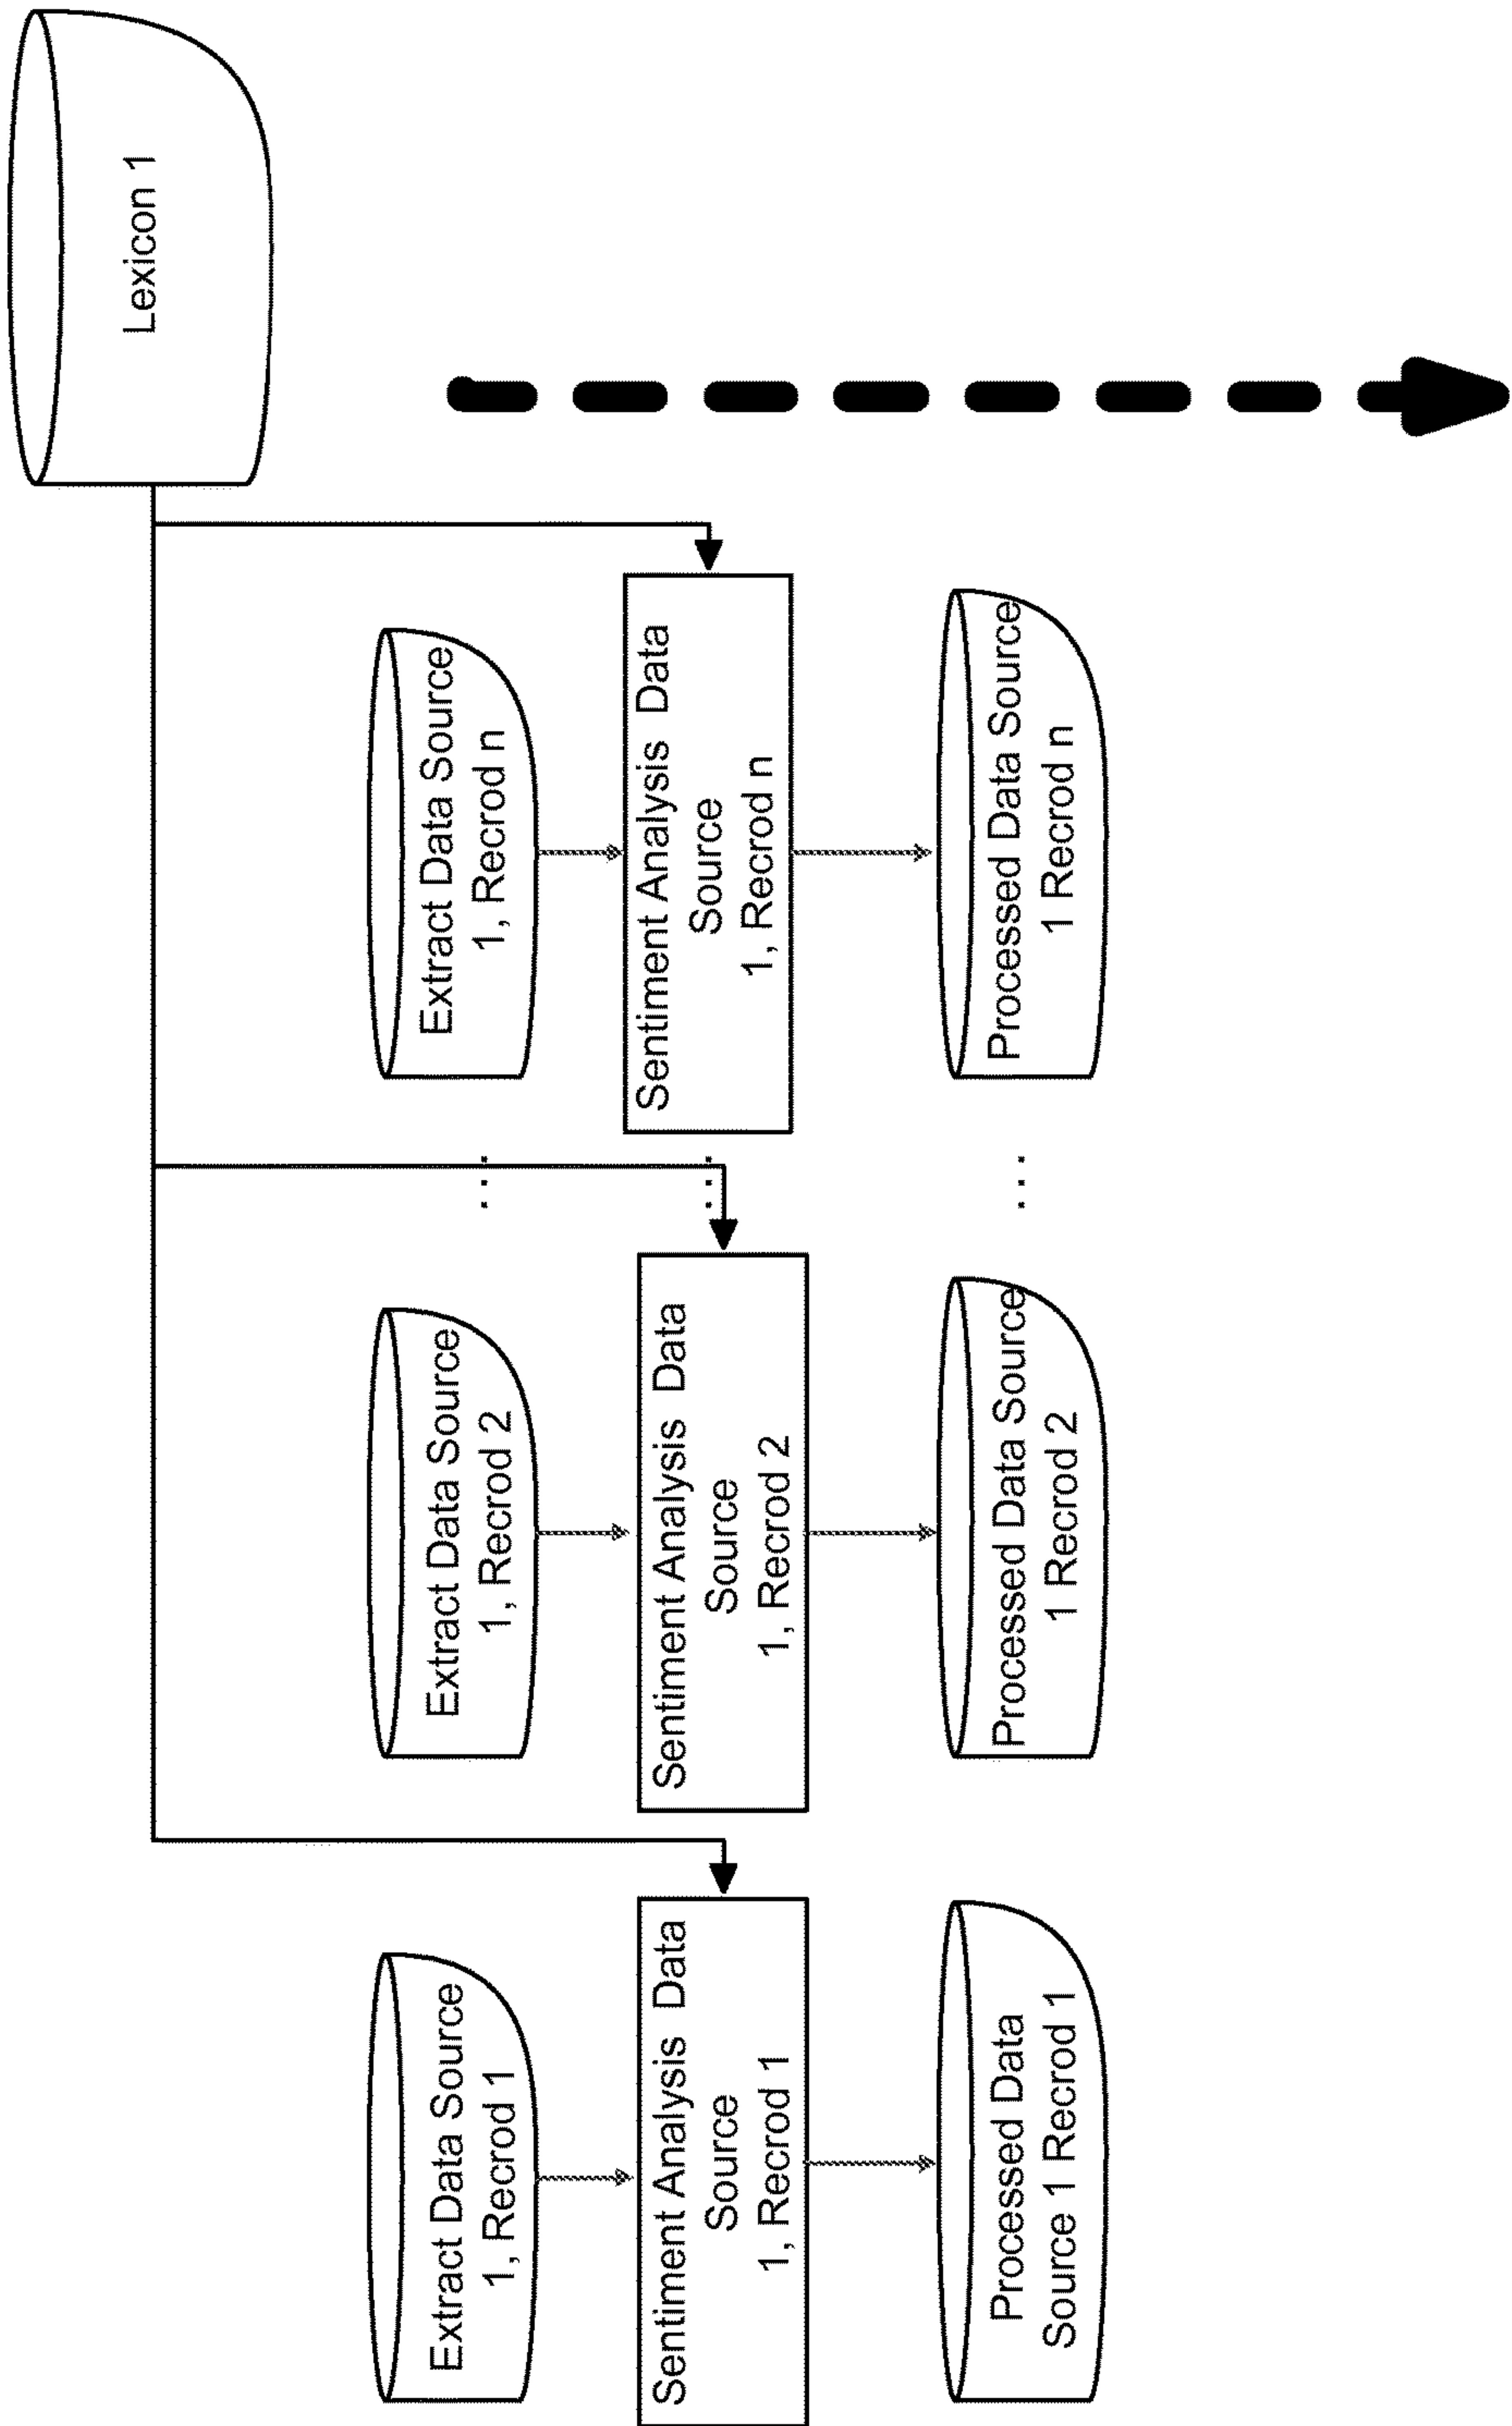 Lexicon 1
Extract Data Source
1, Recrod 1
Extract Data Source
1, Recrod 2
...
Extract Data Source
1, Recrod n
Sentiment Analysis Data
Source
1, Recrod 1
Sentiment Analysis Data
Source
1, Recrod 2
...
Sentiment Analysis Data
Source
1, Recrod n
Processed Data
Source 1 Recrod 1
Processed Data Source
1 Recrod 2
...
Processed Data Source
1 Recrod n